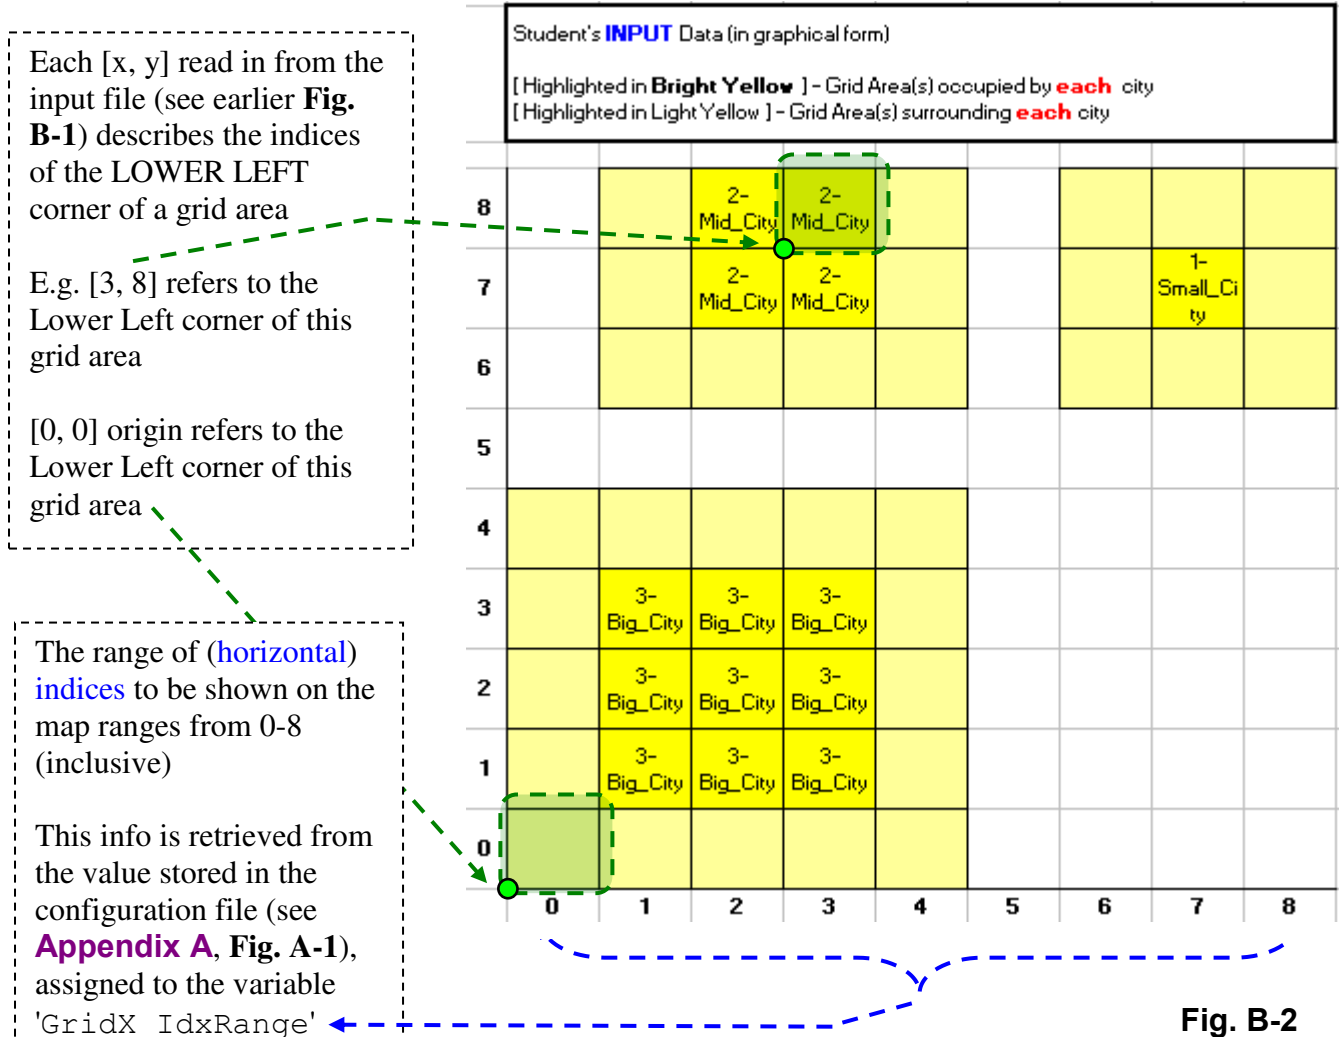 Student's INPUT Data (in graphical form)
[ Highlighted in Bright Yellow ] - Grid Area(s) occupied by each city
[ Highlighted in Light Yellow ] - Grid Area(s) surrounding each city
Each [x, y] read in from the
input file (see earlier Fig.
B-1) describes the indices
of the LOWER LEFT
corner of a grid area
E.g. [3, 8] refers to the
Lower Left corner of this
grid area
[0, 0] origin refers to the
Lower Left corner of this
grid area
The range of (horizontal)
indices to be shown on the
map ranges from 0-8
(inclusive)
This info is retrieved from
the value stored in the
configuration file (see
Appendix A, Fig. A-1),
assigned to the variable
'GridX IdxRange'
8
2- 2-
Mid_City Mid_City
7
2- 2- 1-
Mid_City Mid_City Small_Ci
ty
6
5
4
3
3- 3- 3-
Big_City Big_City Big_City
2
3- 3- 3-
Big_City Big_City Big_City
1
3- 3- 3-
Big_City Big_City Big_City
0
0 1 2 3 4 5 6 7 8
Fig. B-2